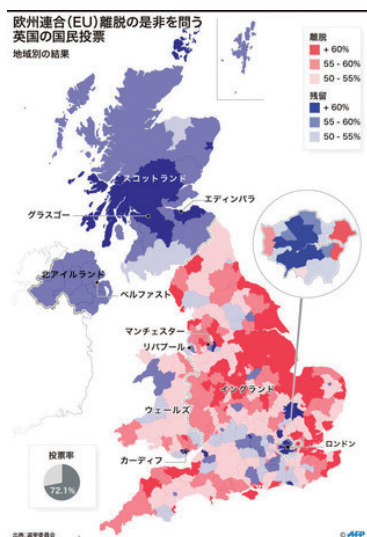 欧州連合(EU)離脱の是非を問う
英国の国民投票
地域別の結果
離脱
+ 60%
55 - 60%
50 - 55%
残留
+ 60%
55 - 60%
50 - 55%
スコットランド
エディンバラ
グラスゴー
北アイルランド
ベルファスト
マンチェスター
リバプール
イングランド
ウェールズ
ロンドン
カーディフ
投票率
72.1%
出典:選挙委員会
© AFP